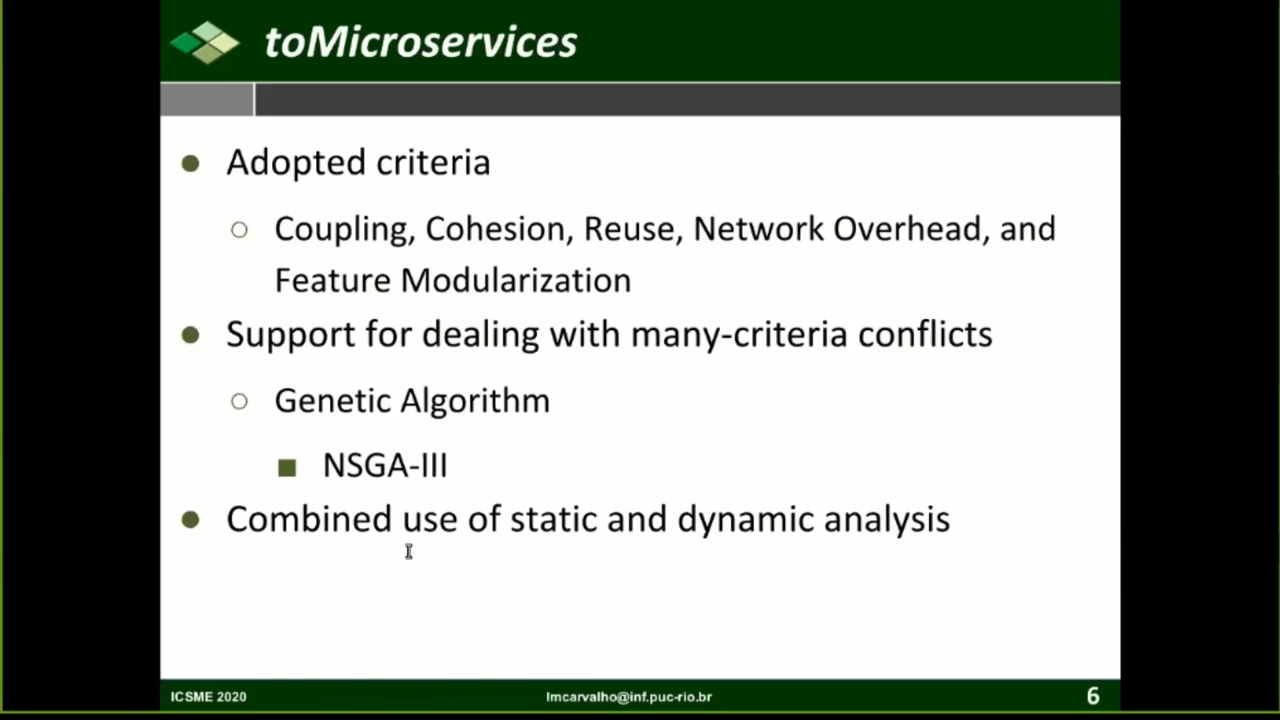 toMicroservices
Adopted criteria
Coupling, Cohesion, Reuse, Network Overhead, and
Feature Modularization
Support for dealing with many-criteria conflicts
Genetic Algorithm
NSGA-III
Combined use of static and dynamic analysis
ICSME 2020
lmcarvalho@inf.puc-rio.br
6